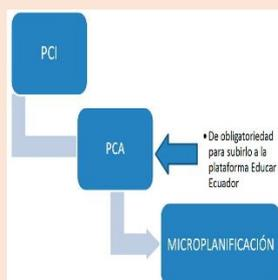 PCI
PCA
• De obligatoriedad
para subirlo a la
plataforma Educar
Ecuador
MICROPLANIFICACIÓN